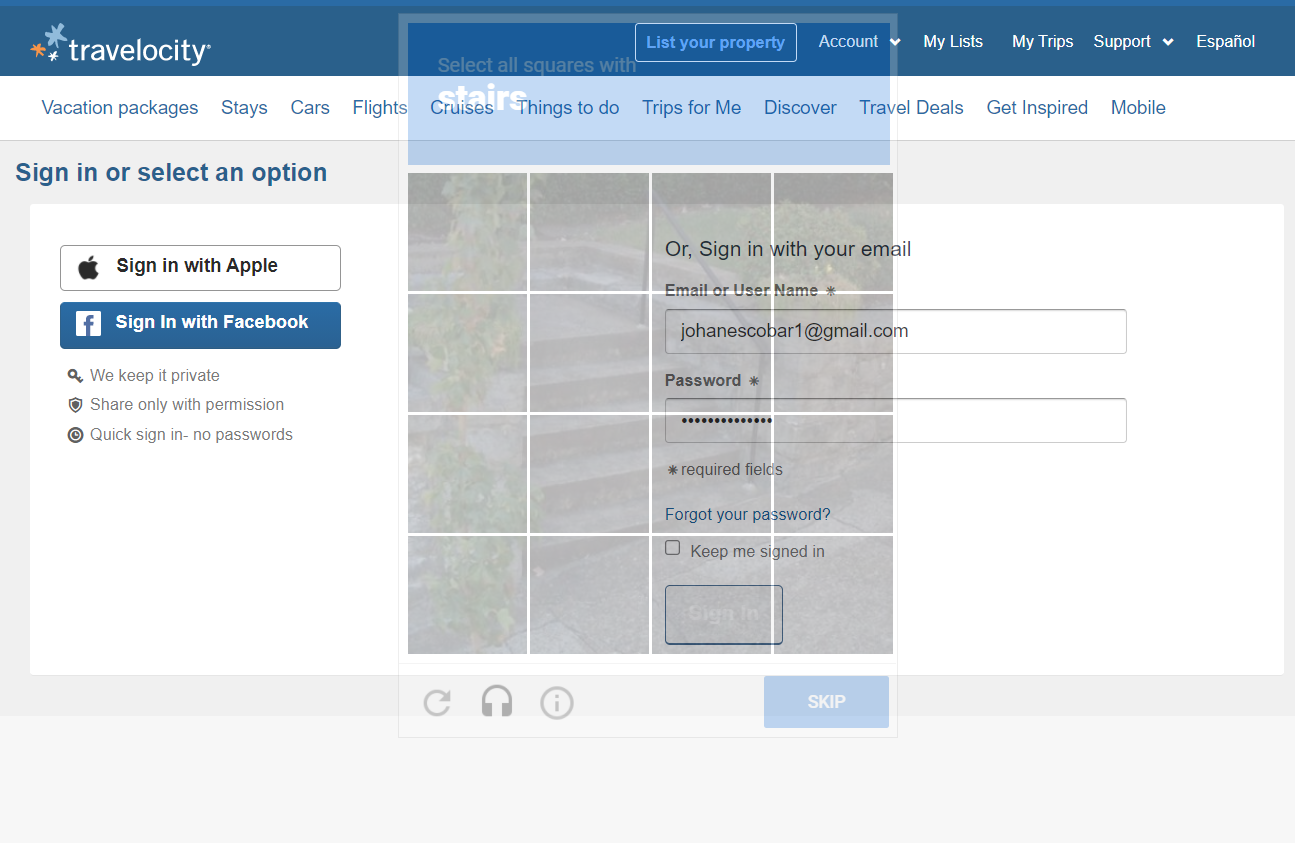 travelocity
List your property
Account
My Lists
My Trips
Support
Español
Select all squares with
stairs
Vacation packages
Stays
Cars
Flights
Cruises
Things to do
Trips for Me
Discover
Travel Deals
Get Inspired
Mobile
Sign in or select an option
Sign in with Apple
Sign In with Facebook
We keep it private
Share only with permission
Quick sign in- no passwords
Or, Sign in with your email
Email or User Name *
johanescobar1@gmail.com
Password *
••••••••••••••
*required fields
Forgot your password?
Keep me signed in
Sign In
SKIP